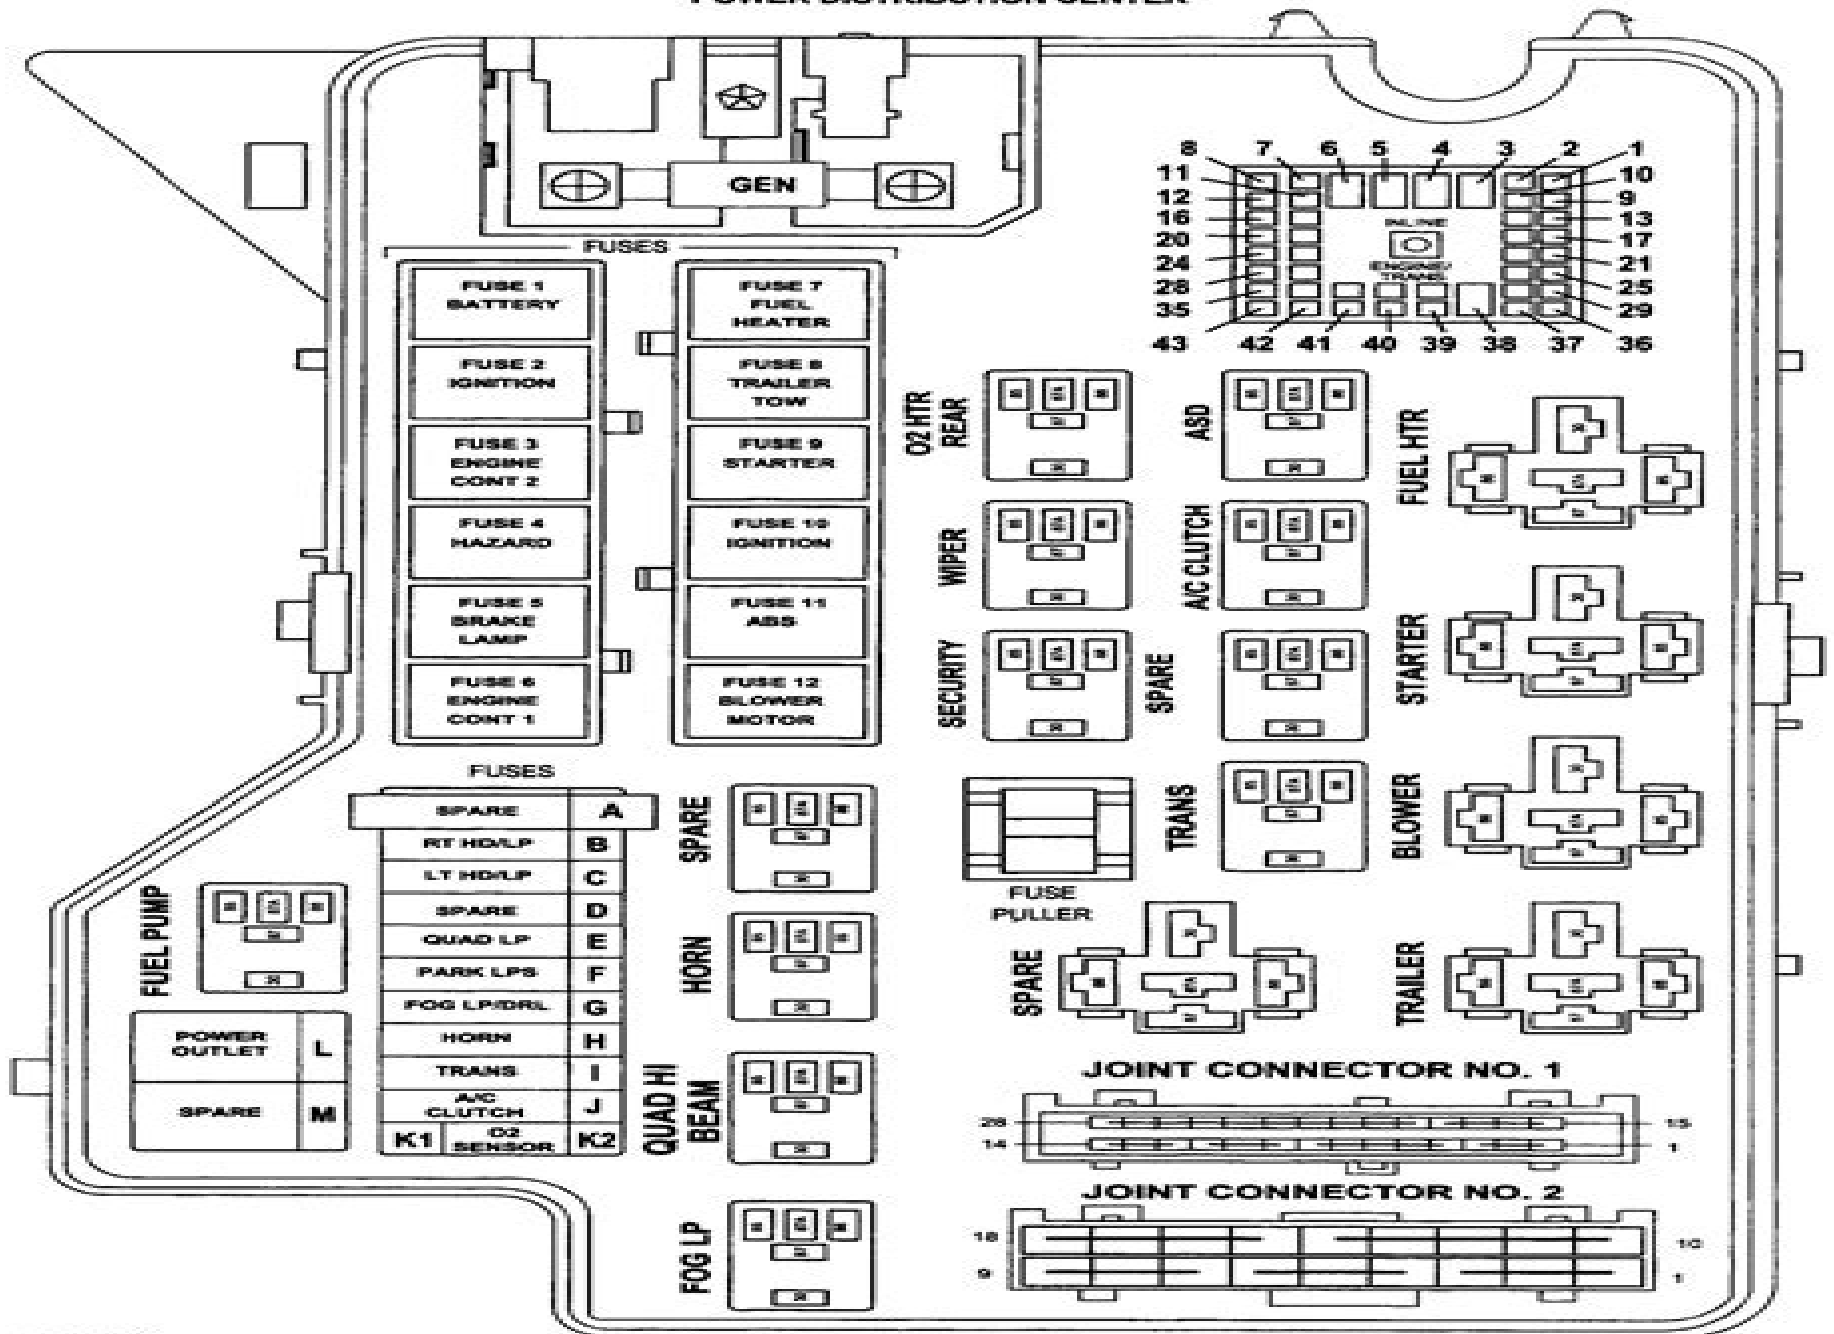 POWER DISTRIBUTION CENTER
GEN
8 7 6 5 4 3 2 1
11 10
12 9
16 13
20 17
24 21
28 25
35 29
43 42 41 40 39 38 37 36
INLINE
ENGINE/
TRANS
FUSES
FUSE 1
BATTERY
FUSE 2
IGNITION
FUSE 3
ENGINE
CONT 2
FUSE 4
HAZARD
FUSE 5
BRAKE
LAMP
FUSE 6
ENGINE
CONT 1
FUSE 7
FUEL
HEATER
FUSE 8
TRAILER
TOW
FUSE 9
STARTER
FUSE 10
IGNITION
FUSE 11
ABS
FUSE 12
BLOWER
MOTOR
O2 HTR
REAR
ASD
FUEL HTR
WIPER
A/C CLUTCH
STARTER
SECURITY
SPARE
TRANS
BLOWER
FUSE
PULLER
SPARE
TRAILER
FUSES
SPARE A
RT HD/LP B
LT HD/LP C
SPARE D
QUAD LP E
PARK LPS F
FOG LP/DRL G
HORN H
TRANS I
A/C
CLUTCH J
K1 O2
SENSOR K2
FUEL PUMP
POWER
OUTLET L
SPARE M
SPARE
HORN
QUAD HI
BEAM
FOG LP
JOINT CONNECTOR NO. 1
28 15
14 1
JOINT CONNECTOR NO. 2
18 10
9 1